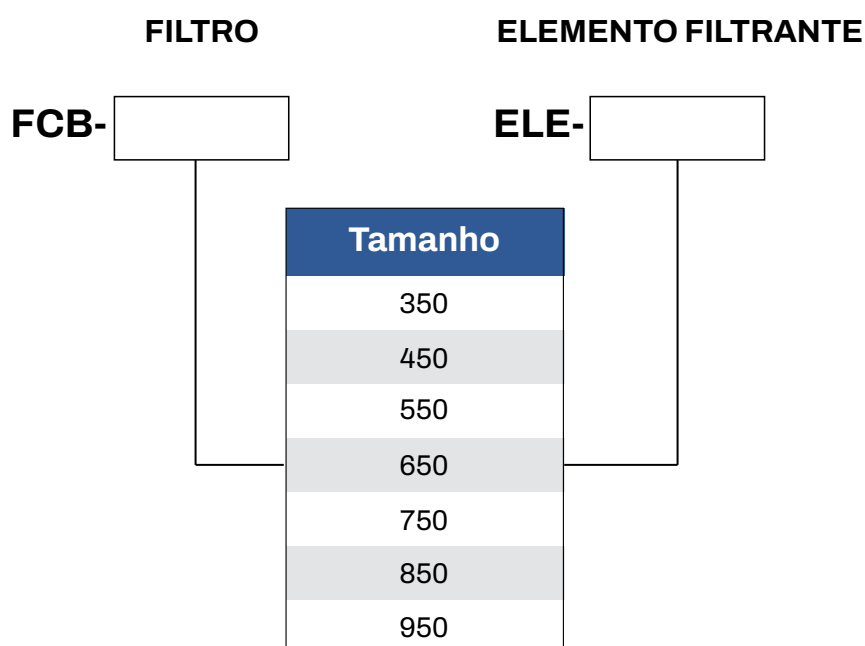 FILTRO
ELEMENTO FILTRANTE
FCB-
ELE-
Tamanho
350
450
550
650
750
850
950